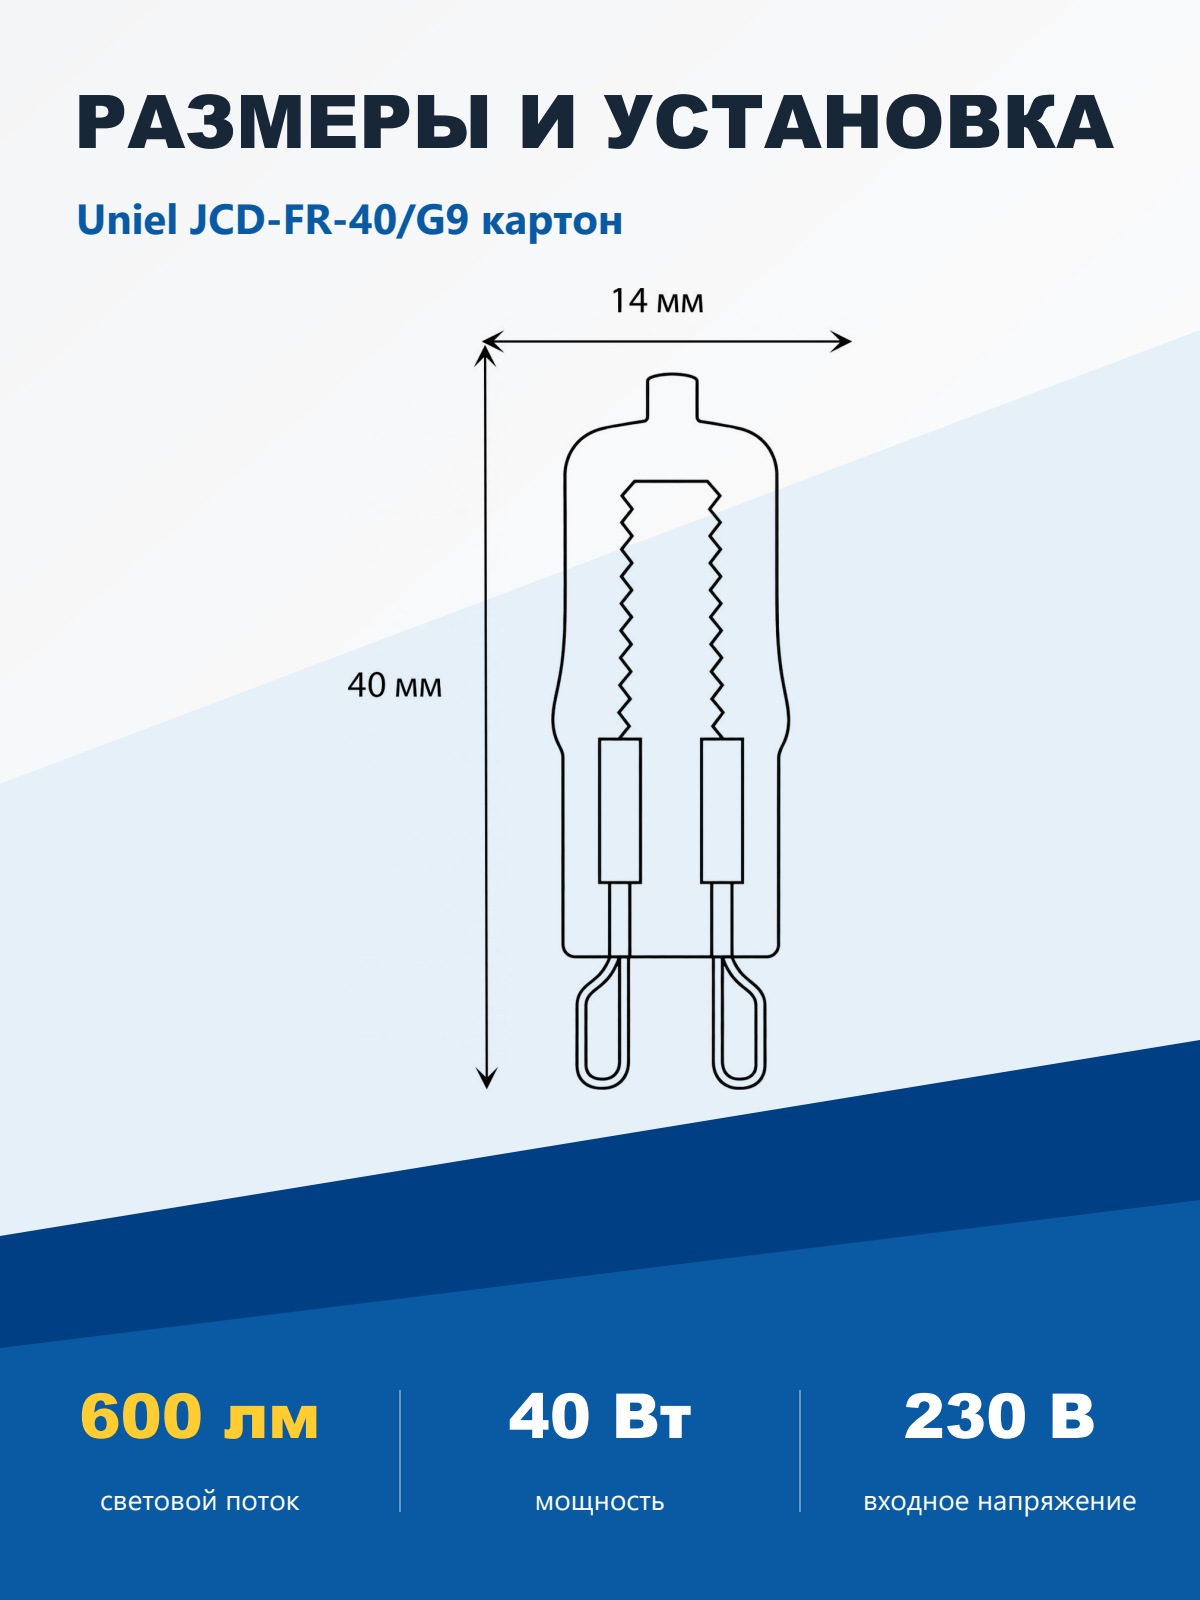 РАЗМЕРЫ И УСТАНОВКА
Uniel JCD-FR-40/G9 картон
14 мм
40 мм
600 лм
световой поток
40 Вт
мощность
230 В
входное напряжение